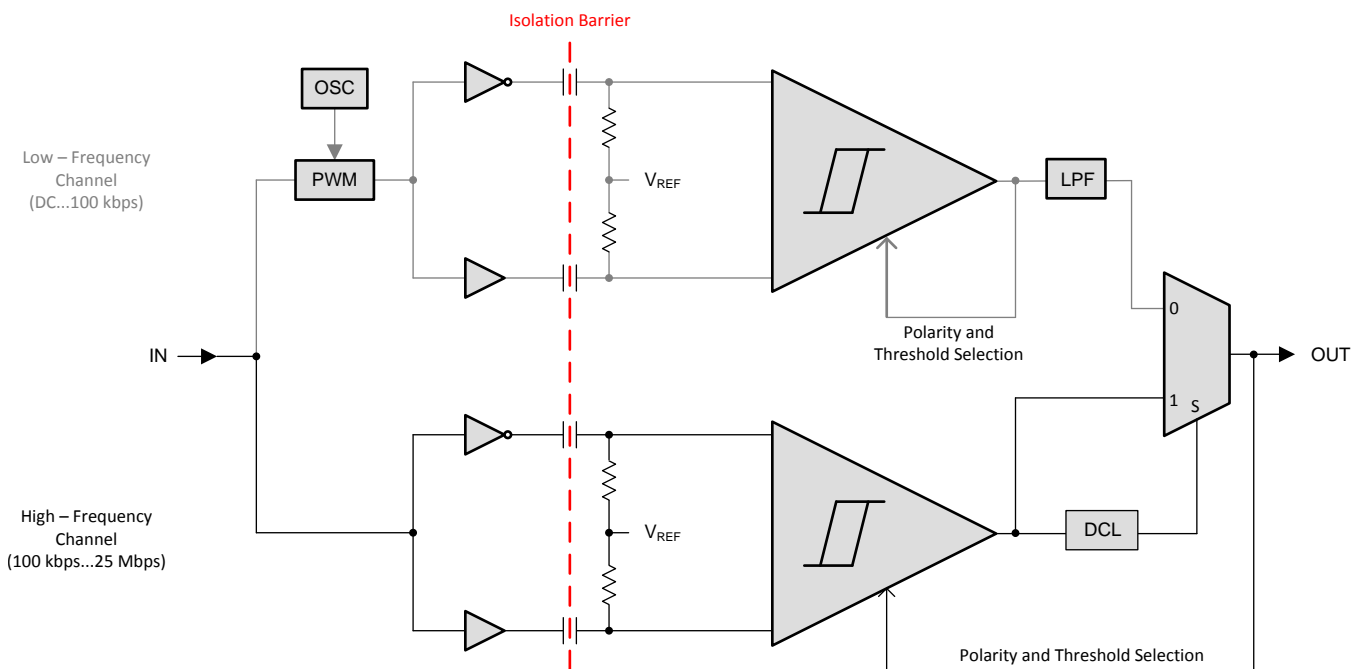 Isolation Barrier
OSC
Low – Frequency
Channel
(DC...100 kbps)
PWM
VREF
LPF
Polarity and
Threshold Selection
0
IN
OUT
1
S
High – Frequency
Channel
(100 kbps...25 Mbps)
VREF
DCL
Polarity and Threshold Selection